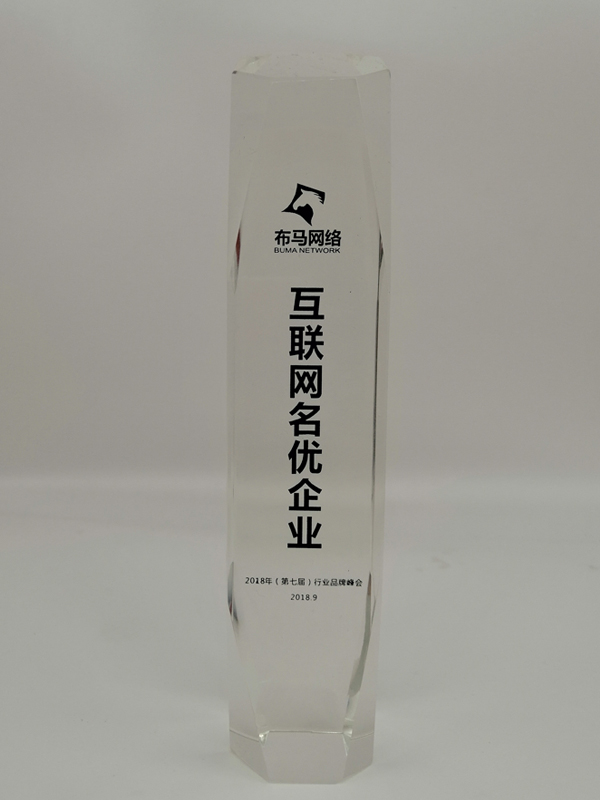 布马网络
BUMA NETWORK
互联网名优企业
2018年（第七届）行业品牌峰会
2018.9